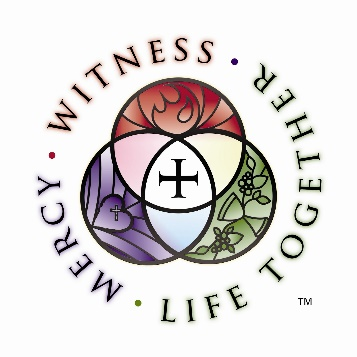 WITNESS · MERCY · LIFE TOGETHER ·
TM